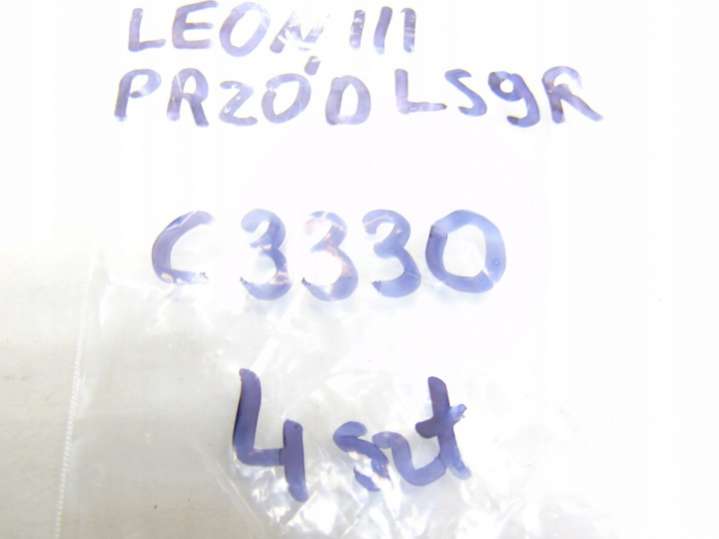 LEON III
PRZÓD LS9R
C3330
4 szt